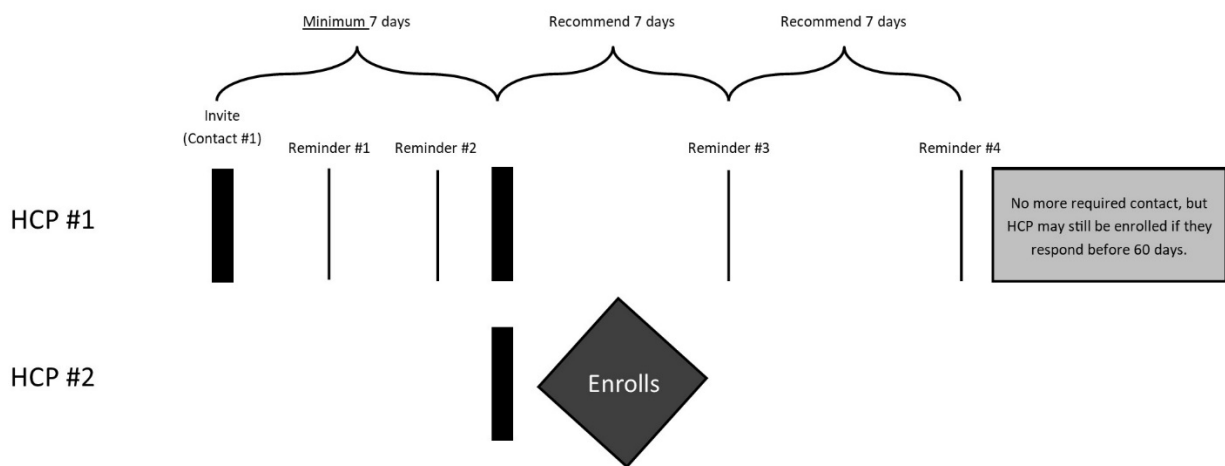 Minimum 7 days
Recommend 7 days
Recommend 7 days
Invite
(Contact #1)
Reminder #1
Reminder #2
Reminder #3
Reminder #4
HCP #1
No more required contact, but
HCP may still be enrolled if they
respond before 60 days.
HCP #2
Enrolls